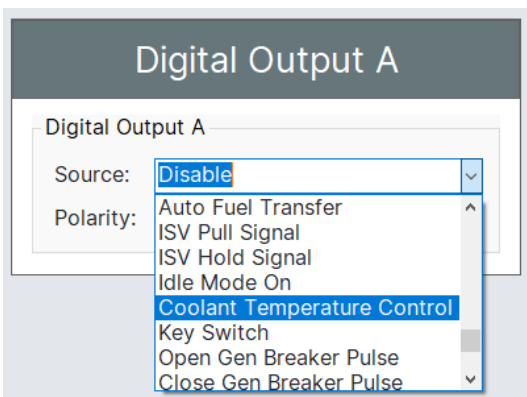 Digital Output A
Digital Output A
Source: Disable
Polarity:
Auto Fuel Transfer
ISV Pull Signal
ISV Hold Signal
Idle Mode On
Coolant Temperature Control
Key Switch
Open Gen Breaker Pulse
Close Gen Breaker Pulse